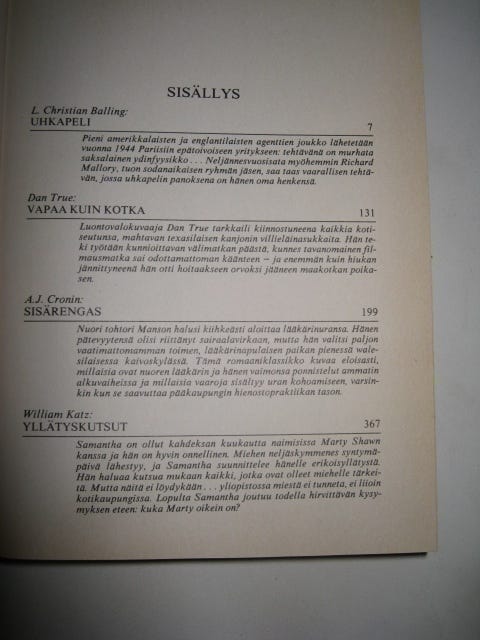 SISÄLLYS
L. Christian Balling:
UHKAPELI 7
Pieni amerikkalaisten ja englantilaisten agenttien joukko lähetetään
vuonna 1944 Pariisiin epätoivoiseen yritykseen: tehtävänä on murhata
saksalainen ydinfyysikko . . . Neljännesvuosisata myöhemmin Richard
Mallory, tuon sodanaikaisen ryhmän jäsen, saa taas vaarallisen tehtä-
vän, jossa uhkapelin panoksena on hänen oma henkensä.
Dan True:
VAPAA KUIN KOTKA 131
Luontovalokuvaaja Dan True tarkkaili kiinnostuneena kaikkia koti-
seutunsa, mahtavan texasilaisen kanjonin villieläinasukkaita. Hän te-
ki työtään kunnioittavan välimatkan päästä, kunnes tavanomainen fil-
mausmatka sai odottamattoman käänteen – ja enemmän kuin hiukan
jännittyneenä hän otti hoitaakseen orvoksi jääneen maakotkan poika-
sen.
A.J. Cronin:
SISÄRENGAS 199
Nuori tohtori Manson halusi kiihkeästi aloittaa lääkärinuransa. Hänen
pätevyytensä olisi riittänyt sairaalavirkaan, mutta hän valitsi paljon
vaatimattomamman toimen, lääkärinapulaisen paikan pienessä wale-
silaisessa kaivoskylässä. Tämä romaaniklassikko kuvaa eloisasti,
millaisia ovat nuoren lääkärin ja hänen vaimonsa ponnistelut ammatin
alkuvaiheissa ja millaisia vaaroja sisältyy uran kohoamiseen, varsin-
kin kun se saavuttaa pääkaupungin hienostopraktiikan tason.
William Katz:
YLLÄTYSKUTSUT 367
Samantha on ollut kahdeksan kuukautta naimisissa Marty Shawn
kanssa ja hän on hyvin onnellinen. Miehen neljäskymmenes syntymä-
päivä lähestyy, ja Samantha suunnittelee hänelle erikoisyllätystä.
Hän haluaa kutsua mukaan kaikki, jotka ovat olleet miehelle tärkei-
tä. Mutta näitä ei löydykään . . . yliopistossa miestä ei tunneta, ei liioin
kotikaupungissa. Lopulta Samantha joutuu todella hirvittävän kysy-
myksen eteen: kuka Marty oikein on?